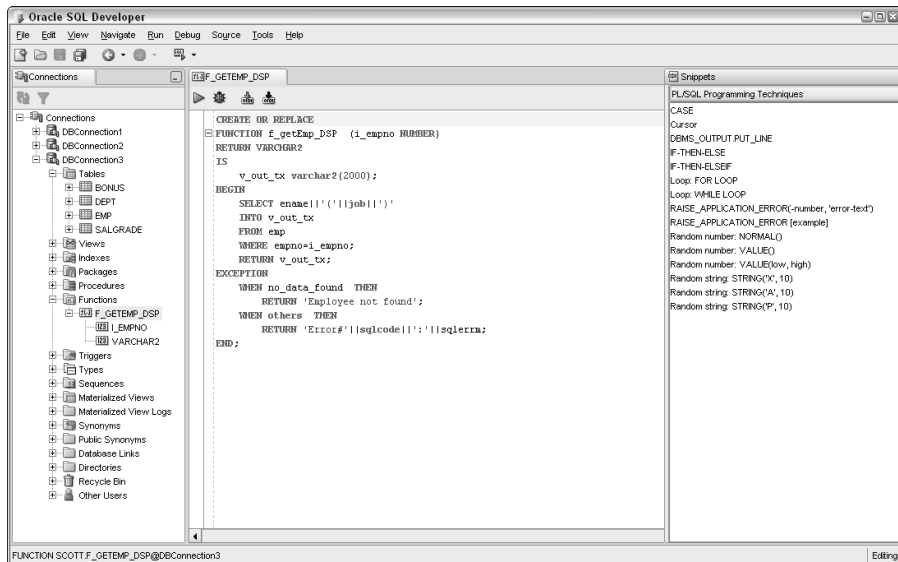 Oracle SQL Developer
File Edit View Navigate Run Debug Source Tools Help
Connections
Connections
DBConnection1
DBConnection2
DBConnection3
Tables
BONUS
DEPT
EMP
SALGRADE
Views
Indexes
Packages
Procedures
Functions
F_GETEMP_DSP
I_EMPNO
VARCHAR2
Triggers
Types
Sequences
Materialized Views
Materialized View Logs
Synonyms
Public Synonyms
Database Links
Directories
Recycle Bin
Other Users
F_GETEMP_DSP
CREATE OR REPLACE
FUNCTION f_getEmp_DSP (i_empno NUMBER)
RETURN VARCHAR2
IS
v_out_tx varchar2(2000);
BEGIN
SELECT ename||'('||job||')'
INTO v_out_tx
FROM emp
WHERE empno=i_empno;
RETURN v_out_tx;
EXCEPTION
WHEN no_data_found THEN
RETURN 'Employee not found';
WHEN others THEN
RETURN 'Error#'||sqlcode||':'||sqlerrm;
END;
Snippets
PL/SQL Programming Techniques
CASE
Cursor
DBMS_OUTPUT.PUT_LINE
IF-THEN-ELSE
IF-THEN-ELSEIF
Loop: FOR LOOP
Loop: WHILE LOOP
RAISE_APPLICATION_ERROR(-number, 'error-text')
RAISE_APPLICATION_ERROR [example]
Random number: NORMAL()
Random number: VALUE()
Random number: VALUE(low, high)
Random string: STRING('X', 10)
Random string: STRING('A', 10)
Random string: STRING('P', 10)
FUNCTION SCOTT.F_GETEMP_DSP@DBConnection3
Editing